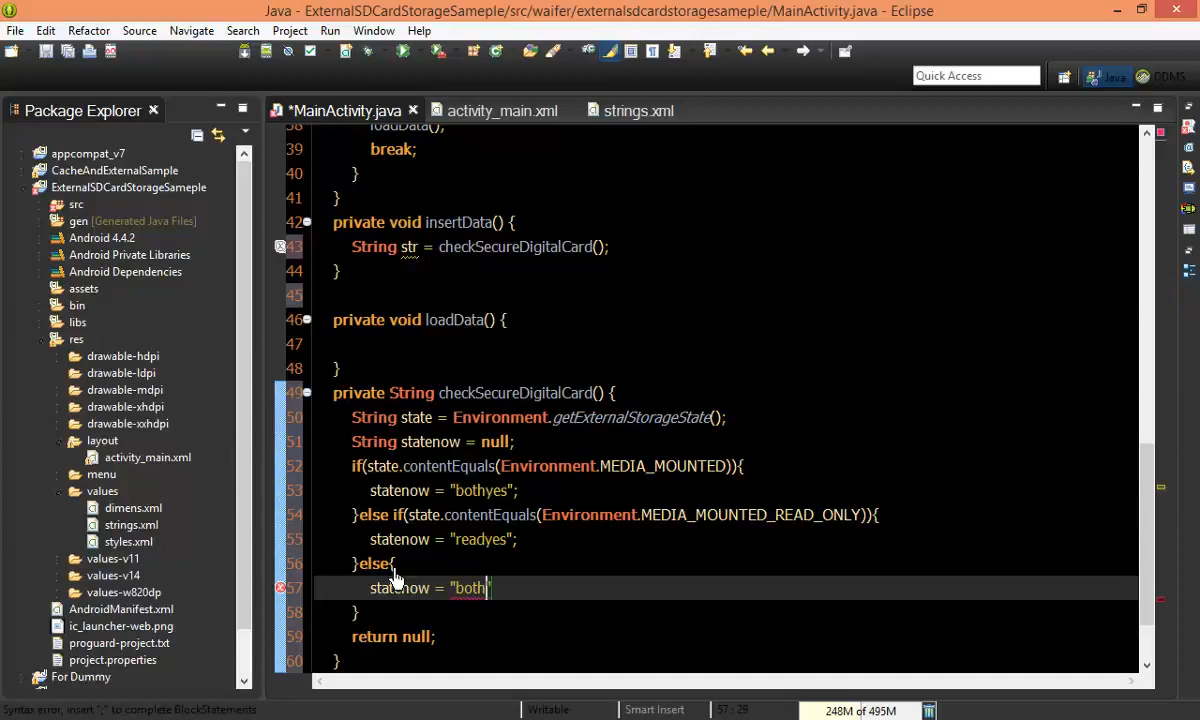 Java - ExternalSDCardStorageSameple/src/waifer/externalsdcardstoragesameple/MainActivity.java - Eclipse
File Edit Refactor Source Navigate Search Project Run Window Help
Quick Access
Java
DDMS
Package Explorer
*MainActivity.java
activity_main.xml
strings.xml
appcompat_v7
CacheAndExternalSample
ExternalSDCardStorageSameple
src
gen [Generated Java Files]
Android 4.4.2
Android Private Libraries
Android Dependencies
assets
bin
libs
res
drawable-hdpi
drawable-ldpi
drawable-mdpi
drawable-xhdpi
drawable-xxhdpi
layout
activity_main.xml
menu
values
dimens.xml
strings.xml
styles.xml
values-v11
values-v14
values-w820dp
AndroidManifest.xml
ic_launcher-web.png
proguard-project.txt
project.properties
For Dummy
38 loadData();
39 break;
40 }
41 }
42 private void insertData() {
43 String str = checkSecureDigitalCard();
44 }
45
46 private void loadData() {
47
48 }
49 private String checkSecureDigitalCard() {
50 String state = Environment.getExternalStorageState();
51 String statenow = null;
52 if(state.contentEquals(Environment.MEDIA_MOUNTED)){
53 statenow = "bothyes";
54 }else if(state.contentEquals(Environment.MEDIA_MOUNTED_READ_ONLY)){
55 statenow = "readyes";
56 }else{
57 statenow = "both"
58 }
59 return null;
60 }
Syntax error, insert ";" to complete BlockStatements
Writable
Smart Insert
57 : 29
248M of 495M